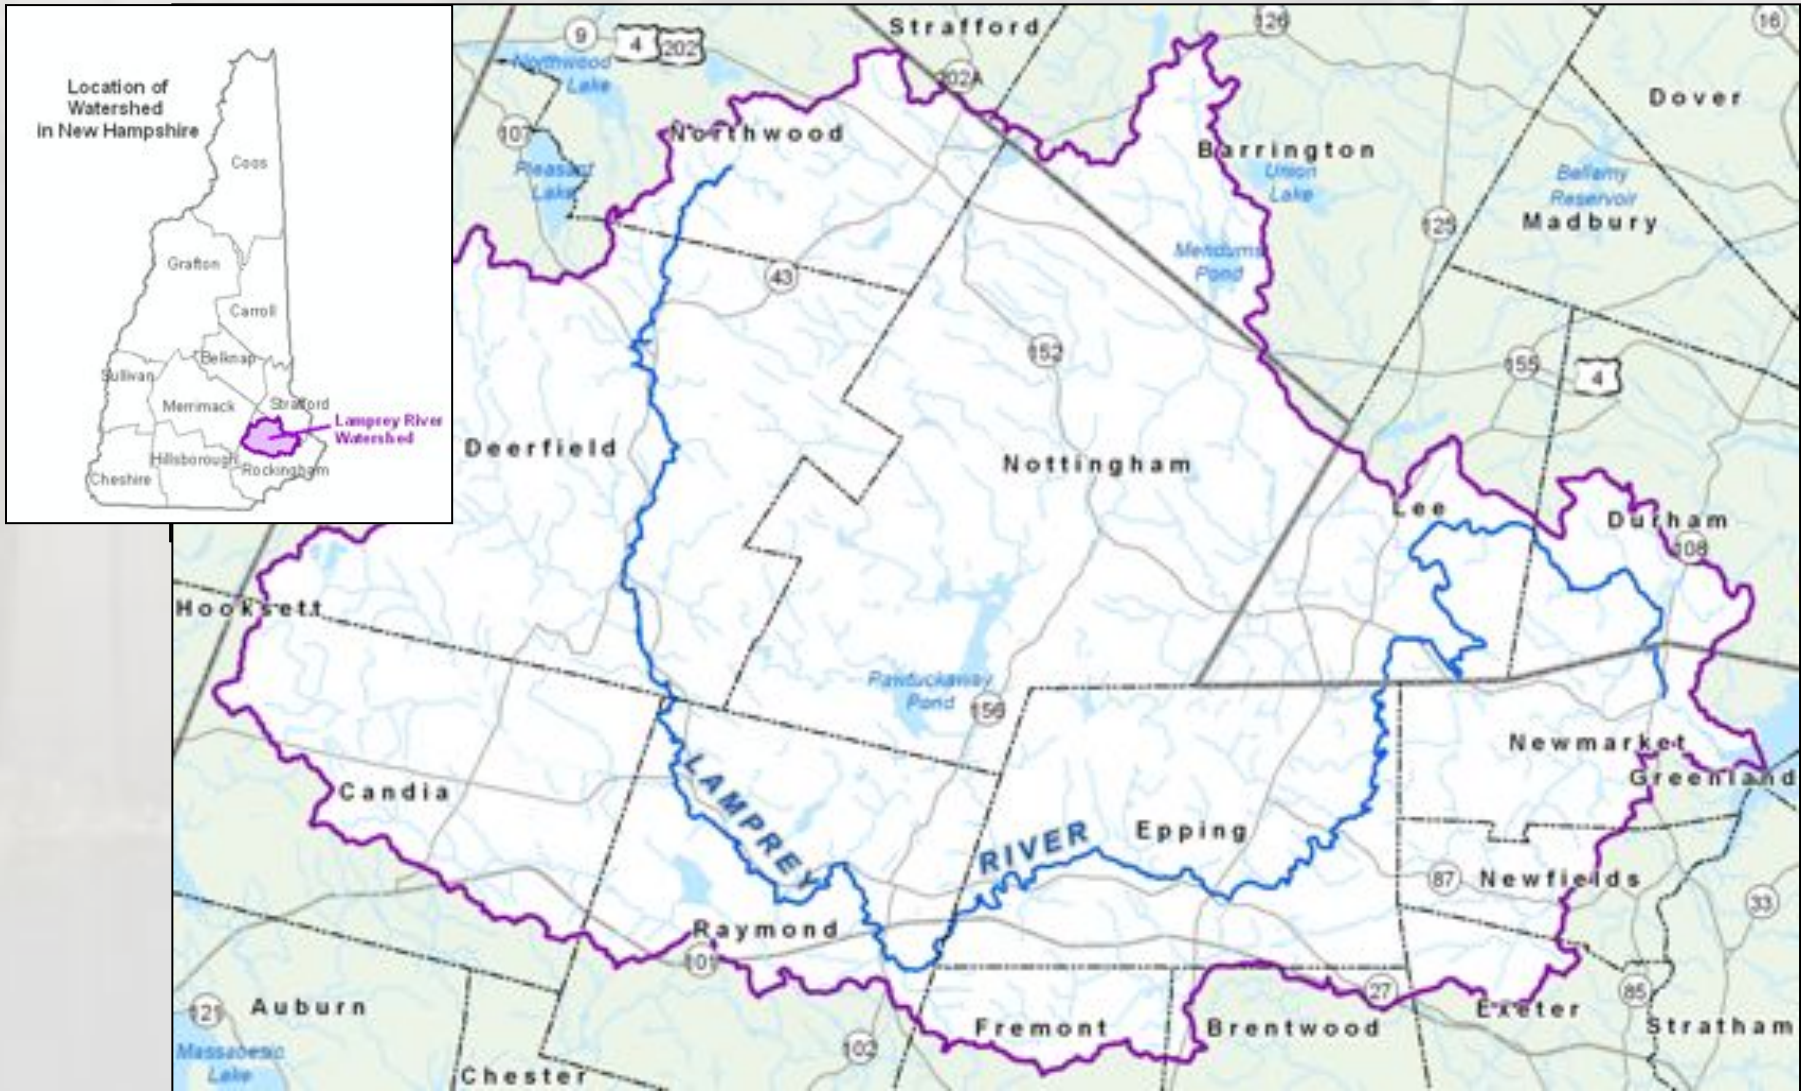 Location of
Watershed
in New Hampshire
Coos
Grafton
Carroll
Belknap
Sullivan
Merrimack
Strafford
Lamprey River
Watershed
Hillsborough
Rockingham
Cheshire
Strafford
126
16
9
4
202
202A
Northwood
Lake
Dover
107
Northwood
Barrington
Pleasant
Lake
Union
Lake
Bellamy
Reservoir
125
Madbury
43
Mendums
Pond
152
155
4
Deerfield
Nottingham
Lee
Durham
108
Hooksett
Pawtuckaway
Pond
156
Newmarket
Greenland
Candia
LAMPREY
RIVER
Epping
87
Newfields
33
Raymond
101
27
85
121
Auburn
Fremont
Brentwood
Exeter
Stratham
Massabesic
Lake
102
Chester